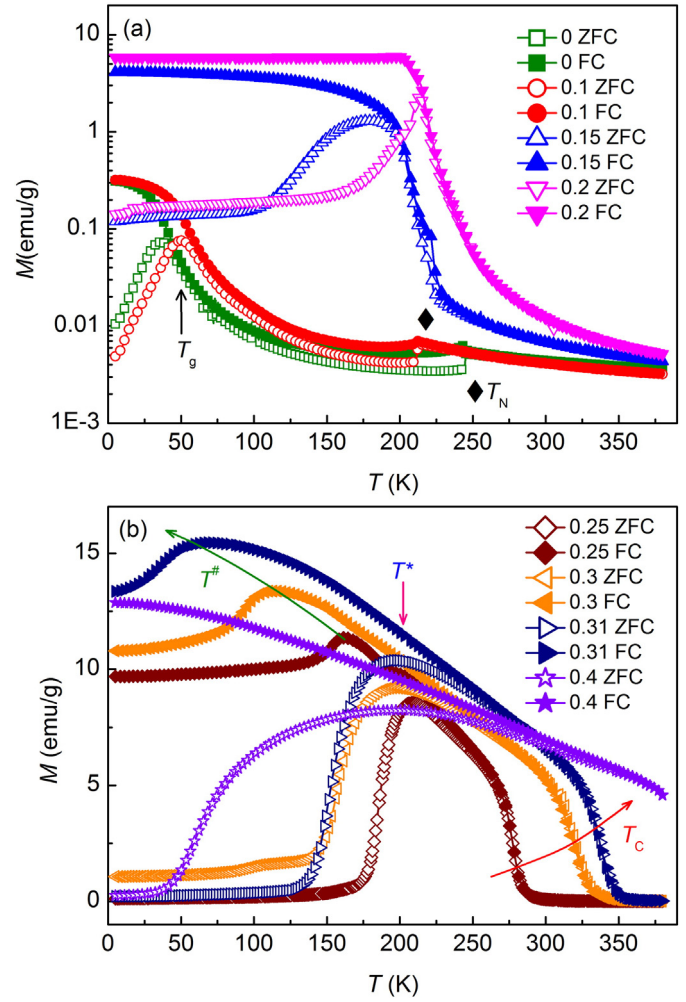 (a)
10
1
0.1
0.01
1E-3
M(emu/g)
0 ZFC
0 FC
0.1 ZFC
0.1 FC
0.15 ZFC
0.15 FC
0.2 ZFC
0.2 FC
Tg
TN
0 50 100 150 200 250 300 350
T (K)
(b)
15
10
5
0
M (emu/g)
0.25 ZFC
0.25 FC
0.3 ZFC
0.3 FC
0.31 ZFC
0.31 FC
0.4 ZFC
0.4 FC
T#
T*
TC
0 50 100 150 200 250 300 350
T (K)